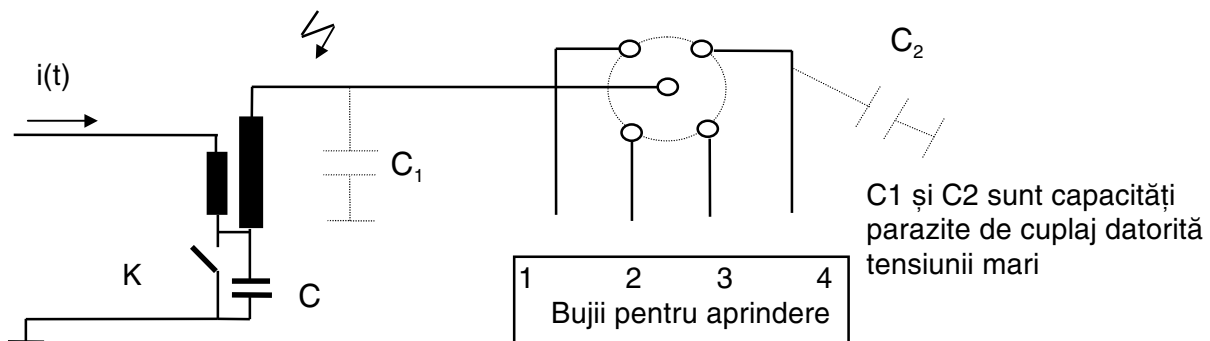 i(t)
C₂
C₁
C1 și C2 sunt capacități
parazite de cuplaj datorită
tensiunii mari
K
C
1 2 3 4
Bujii pentru aprindere